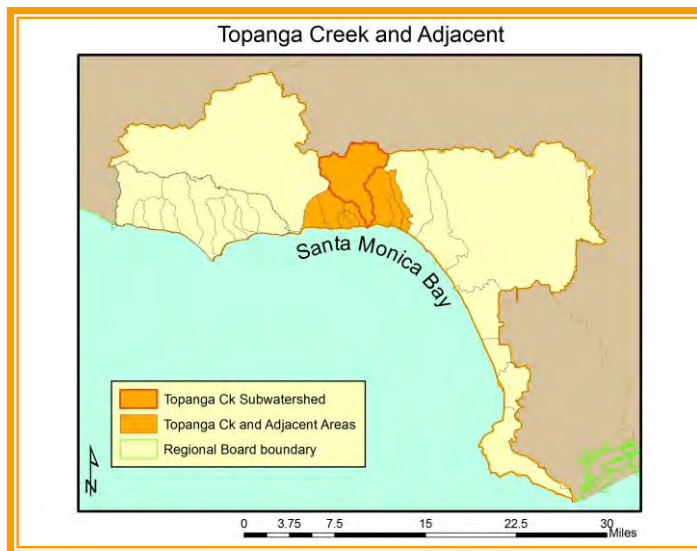 Topanga Creek and Adjacent
Santa Monica Bay
Topanga Ck Subwatershed
Topanga Ck and Adjacent Areas
Regional Board boundary
N
0 3.75 7.5 15 22.5 30
Miles